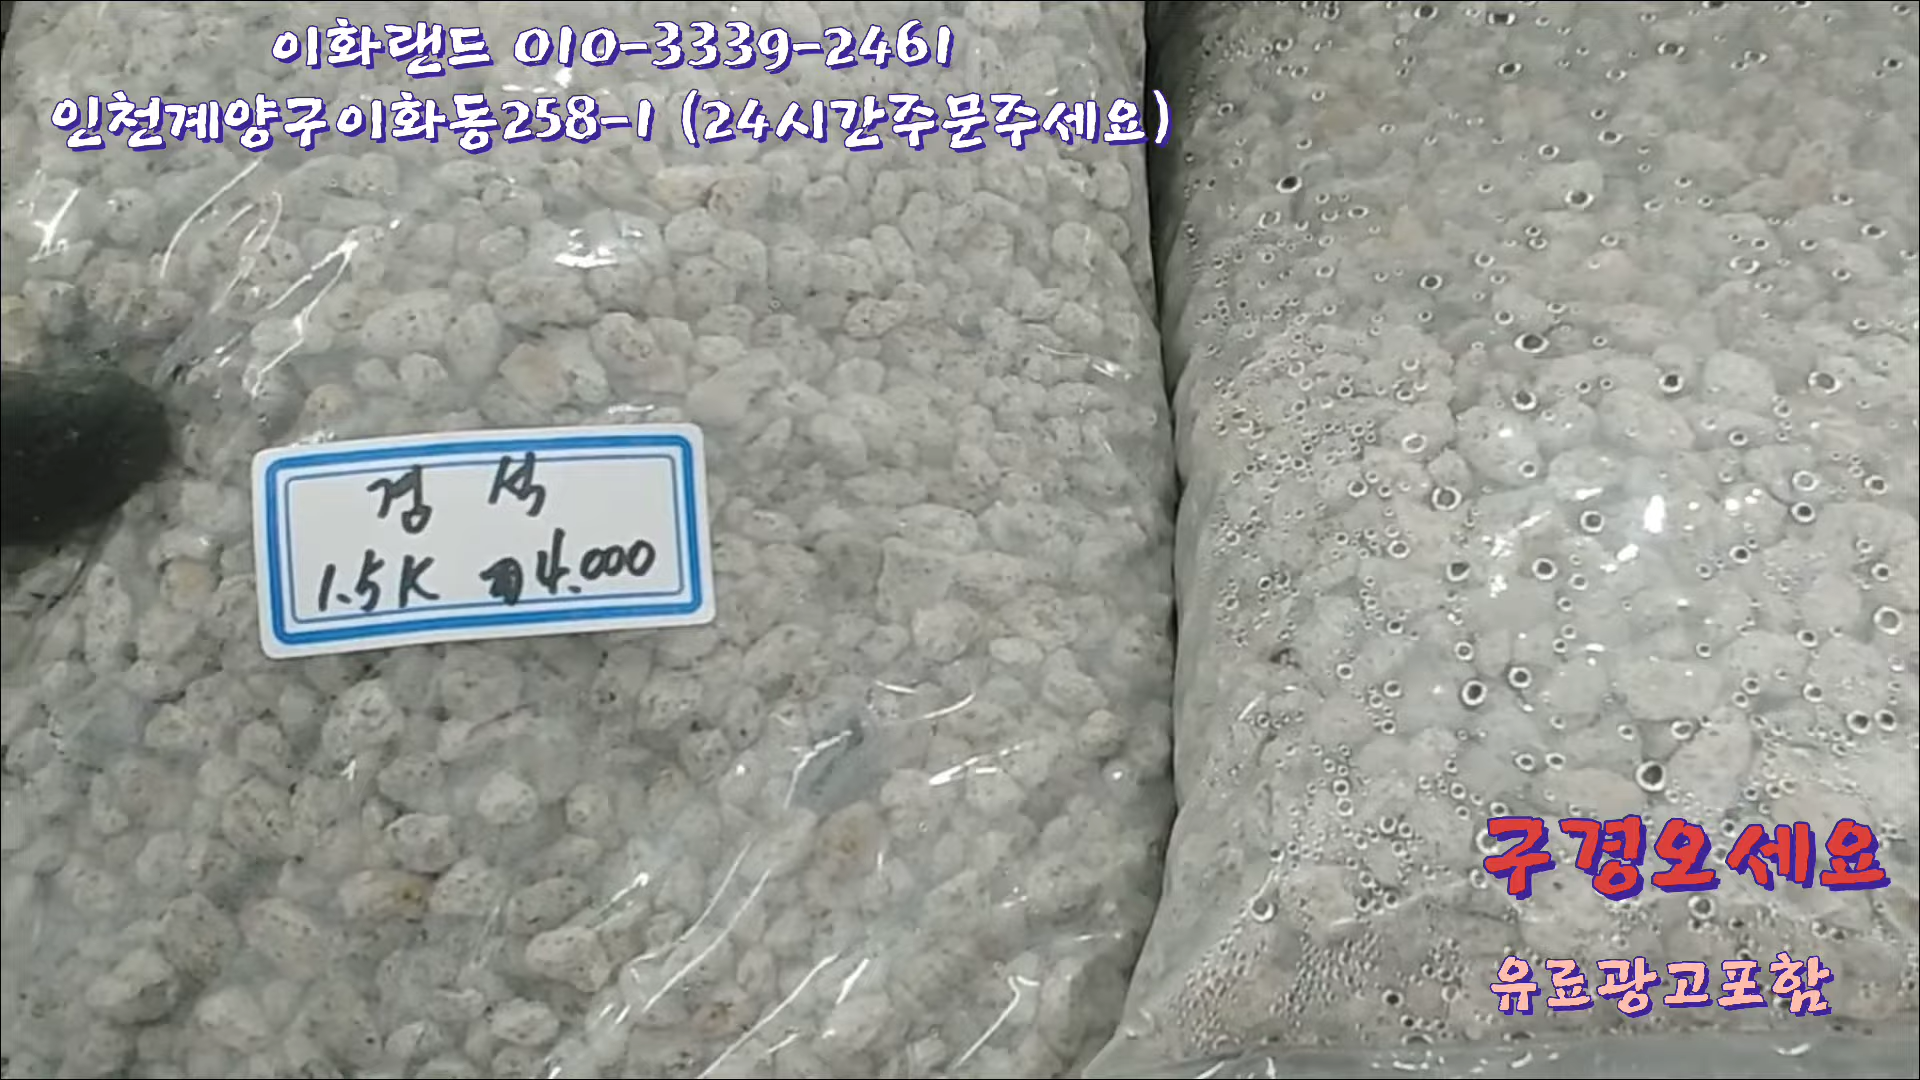 이화랜드 010-3339-2461
인천계양구이화동258-1 (24시간주문주세요)
경 석
1.5K 4.000
구경오세요
유료광고포함